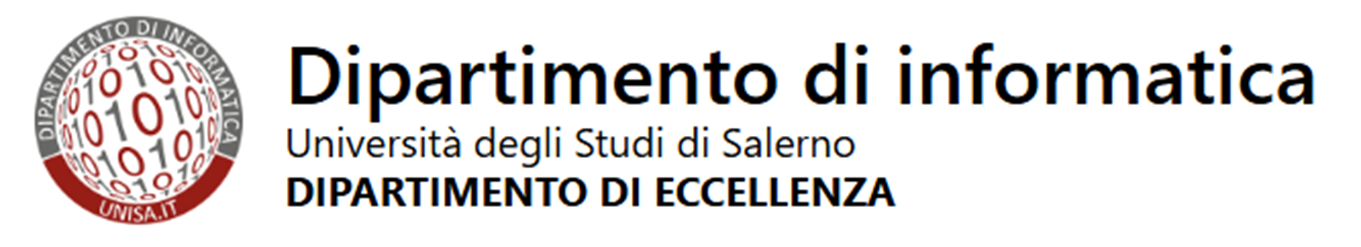 DIPARTIMENTO DI INFORMATICA
UNISA.IT
Dipartimento di informatica
Università degli Studi di Salerno
DIPARTIMENTO DI ECCELLENZA